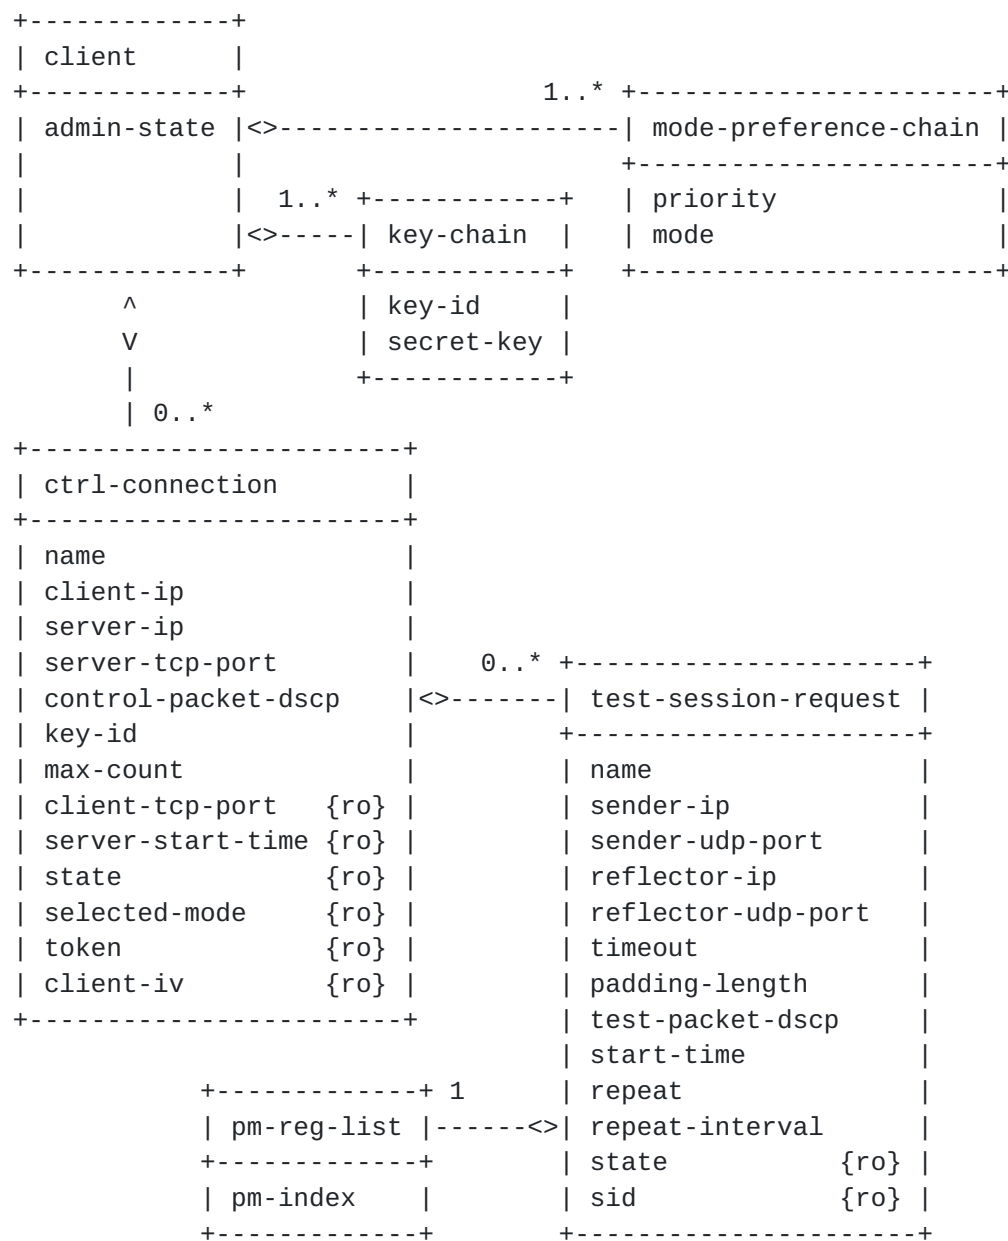 +-------------+
| client      |
+-------------+                   1..* +-----------------------+
| admin-state |<>----------------------| mode-preference-chain |
|             |                        +-----------------------+
|             |  1..* +------------+   | priority              |
|             |<>-----| key-chain  |   | mode                  |
+-------------+       +------------+   +-----------------------+
       ^              | key-id     |
       V              | secret-key |
       |              +------------+
       | 0..*
+------------------------+
| ctrl-connection        |
+------------------------+
| name                   |
| client-ip              |
| server-ip              |
| server-tcp-port        |    0..* +----------------------+
| control-packet-dscp    |<>-------| test-session-request |
| key-id                 |         +----------------------+
| max-count              |         | name                 |
| client-tcp-port   {ro} |         | sender-ip            |
| server-start-time {ro} |         | sender-udp-port      |
| state             {ro} |         | reflector-ip         |
| selected-mode     {ro} |         | reflector-udp-port   |
| token             {ro} |         | timeout              |
| client-iv         {ro} |         | padding-length       |
+------------------------+         | test-packet-dscp     |
                                   | start-time           |
            +-------------+ 1      | repeat               |
            | pm-reg-list |------<>| repeat-interval      |
            +-------------+        | state           {ro} |
            | pm-index    |        | sid             {ro} |
            +-------------+        +----------------------+